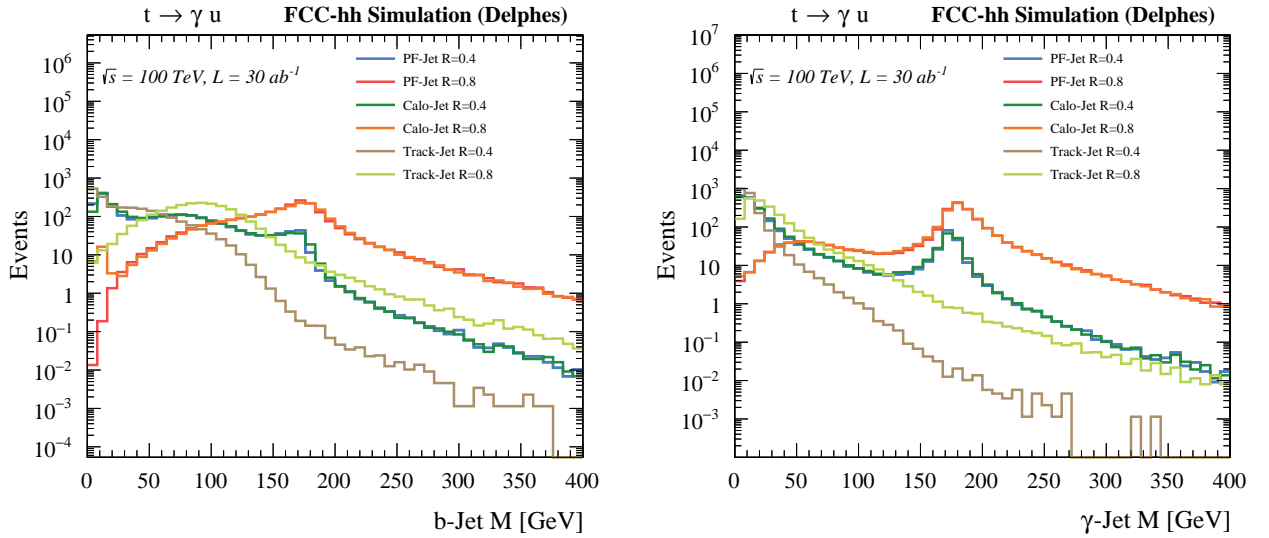 t → γ u FCC-hh Simulation (Delphes)
√s = 100 TeV, L = 30 ab⁻¹
PF-Jet R=0.4
PF-Jet R=0.8
Calo-Jet R=0.4
Calo-Jet R=0.8
Track-Jet R=0.4
Track-Jet R=0.8
Events
10⁵
10⁴
10³
10²
10
1
10⁻¹
10⁻²
10⁻³
10⁻⁴
0 50 100 150 200 250 300 350 400
b-Jet M [GeV]
t → γ u FCC-hh Simulation (Delphes)
√s = 100 TeV, L = 30 ab⁻¹
PF-Jet R=0.4
PF-Jet R=0.8
Calo-Jet R=0.4
Calo-Jet R=0.8
Track-Jet R=0.4
Track-Jet R=0.8
Events
10⁷
10⁶
10⁵
10⁴
10³
10²
10
1
10⁻¹
10⁻²
10⁻³
0 50 100 150 200 250 300 350 400
γ-Jet M [GeV]